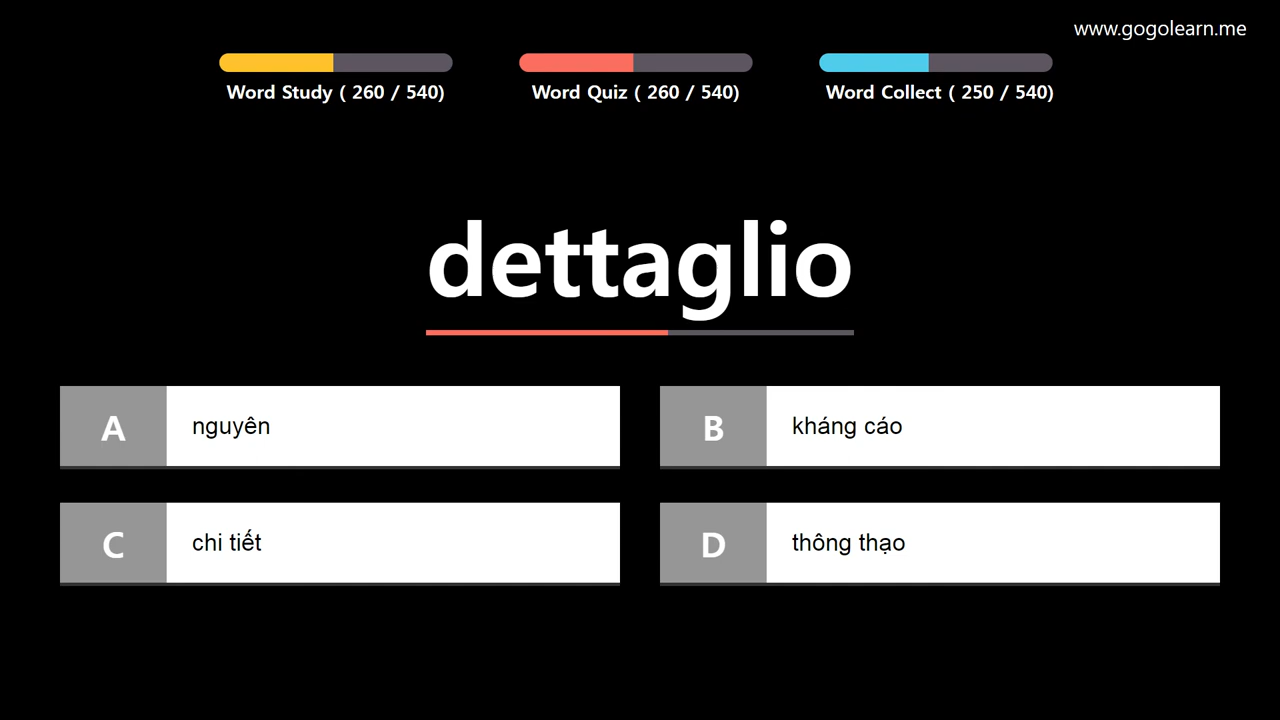 www.gogolearn.me
Word Study ( 260 / 540)
Word Quiz ( 260 / 540)
Word Collect ( 250 / 540)
dettaglio
A nguyên
B kháng cáo
C chi tiết
D thông thạo